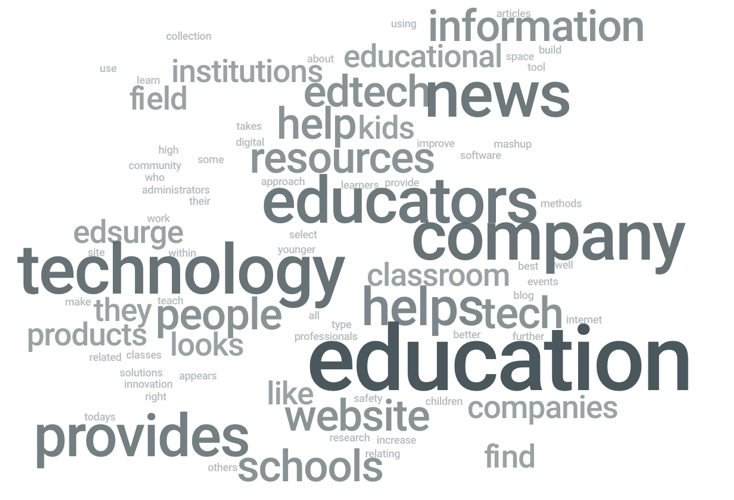 articles
using
information
collection
educational
space
build
about
use
institutions
tool
learn
edtech
news
field
help
kids
takes
digital
improve
mashup
high
some
resources
software
community
who
approach
learners
provide
administrators
their
educators
methods
work
edsurge
select
company
site
within
younger
technology
classroom
best
well
events
make
they
teach
people
all
helps
tech
blog
internet
type
products
looks
professionals
better
further
related
classes
education
solutions
appears
innovation
right
like
safety
children
companies
todays
website
provides
research
increase
relating
find
others
schools